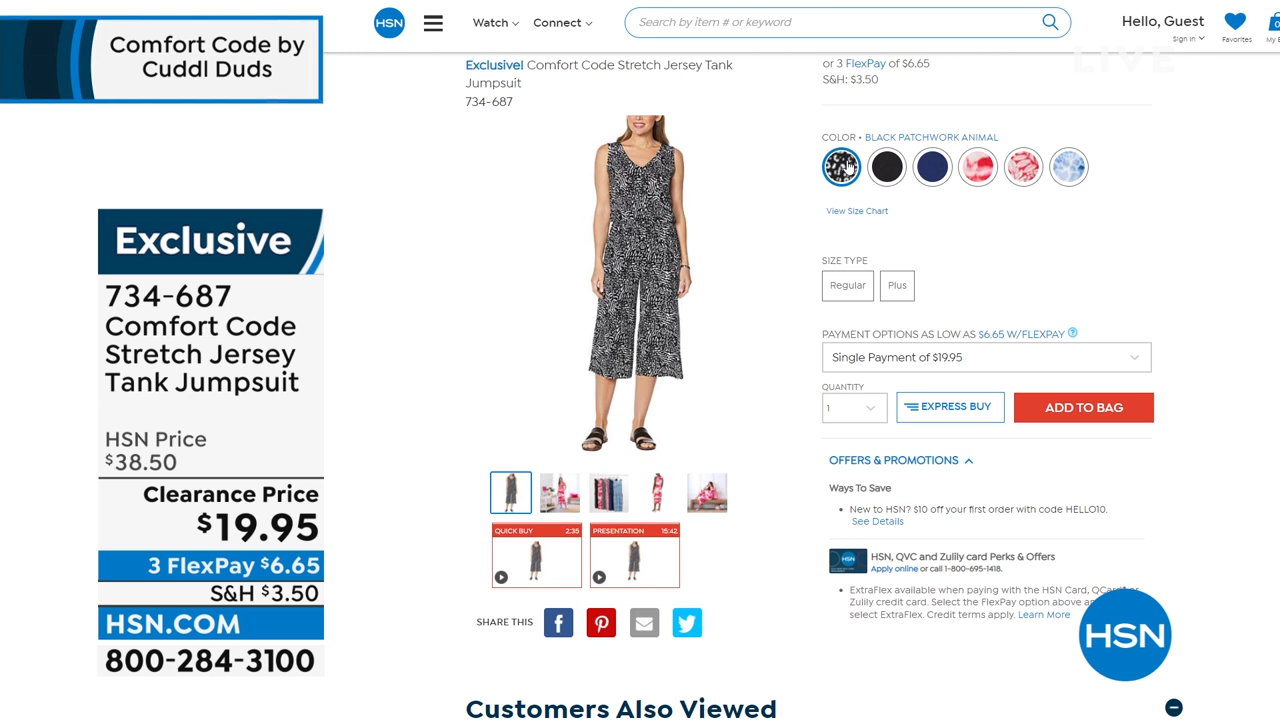 Comfort Code by
Cuddl Duds
Exclusive
734-687
Comfort Code
Stretch Jersey
Tank Jumpsuit
HSN Price
$38.50
Clearance Price
$19.95
3 FlexPay $6.65
S&H $3.50
HSN.COM
800-284-3100
HSN
Watch
Connect
Search by item # or keyword
Hello, Guest
Sign In
Favorites
0
LIVE
Exclusive! Comfort Code Stretch Jersey Tank
Jumpsuit
734-687
or 3 FlexPay of $6.65
S&H: $3.50
COLOR • BLACK PATCHWORK ANIMAL
View Size Chart
SIZE TYPE
Regular
Plus
PAYMENT OPTIONS AS LOW AS $6.65 W/FLEXPAY ?
Single Payment of $19.95
QUANTITY
1
EXPRESS BUY
ADD TO BAG
OFFERS & PROMOTIONS
Ways To Save
• New to HSN? $10 off your first order with code HELLO10.
See Details
HSN
HSN, QVC and Zulily card Perks & Offers
Apply online or call 1-800-695-1418.
• ExtraFlex available when paying with the HSN Card, QCard or
Zulily credit card. Select the FlexPay option above
select ExtraFlex. Credit terms apply. Learn More
HSN
QUICK BUY 2:35
PRESENTATION 15:42
SHARE THIS
Customers Also Viewed